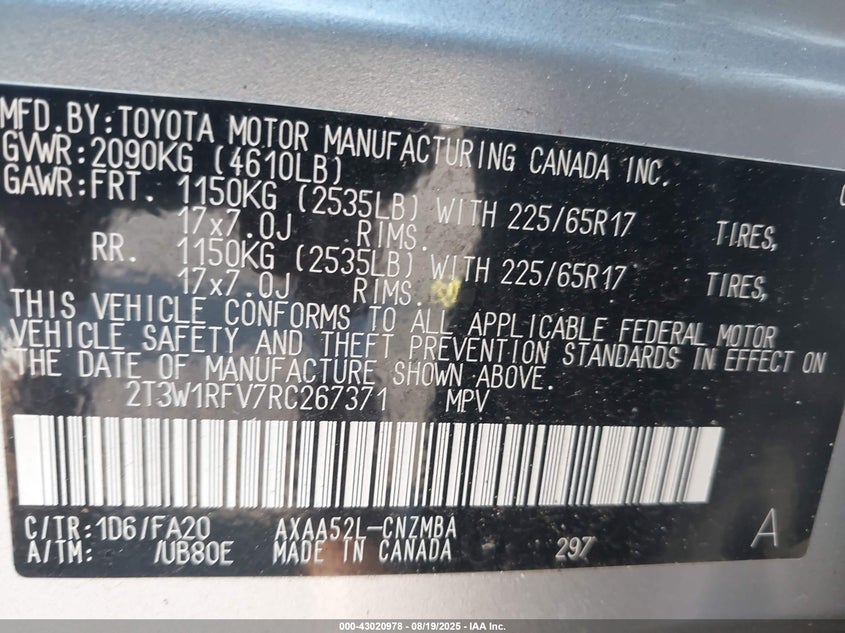 MFD.BY:TOYOTA MOTOR MANUFACTURING CANADA INC.
GVWR:2090KG (4610LB)
GAWR:FRT. 1150KG (2535LB) WITH 225/65R17 TIRES,
17x7.0J RIMS.
RR. 1150KG (2535LB) WITH 225/65R17 TIRES,
17x7.0J RIMS.
THIS VEHICLE CONFORMS TO ALL APPLICABLE FEDERAL MOTOR
VEHICLE SAFETY AND THEFT PREVENTION STANDARDS IN EFFECT ON
THE DATE OF MANUFACTURE SHOWN ABOVE.
2T3W1RFV7RC267371 MPV
C/TR:1D6/FA20 AXAA52L-CNZMBA A
A/TM: /UB80E MADE IN CANADA 297
000-43020978 - 08/19/2025 - IAA Inc.